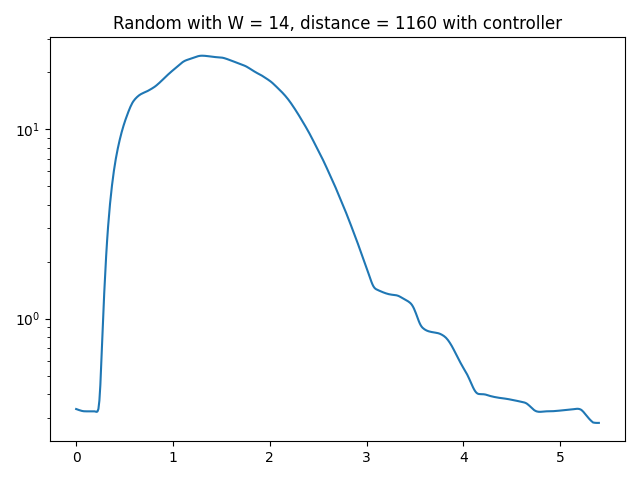 Random with W = 14, distance = 1160 with controller
10¹
10⁰
0 1 2 3 4 5